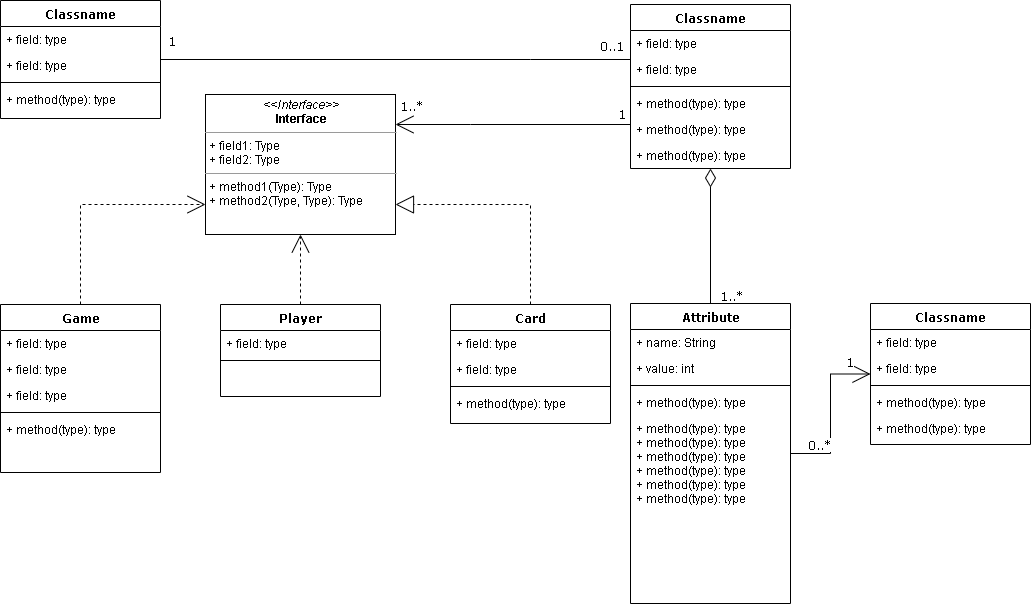 Classname
+ field: type
+ field: type
+ method(type): type
1
0..1
Classname
+ field: type
+ field: type
+ method(type): type
+ method(type): type
+ method(type): type
<<Interface>>
Interface
+ field1: Type
+ field2: Type
+ method1(Type): Type
+ method2(Type, Type): Type
1..*
1
Game
+ field: type
+ field: type
+ field: type
+ method(type): type
Player
+ field: type
Card
+ field: type
+ field: type
+ method(type): type
1..*
Attribute
+ name: String
+ value: int
+ method(type): type
+ method(type): type
+ method(type): type
+ method(type): type
+ method(type): type
+ method(type): type
+ method(type): type
0..*
1
Classname
+ field: type
+ field: type
+ method(type): type
+ method(type): type